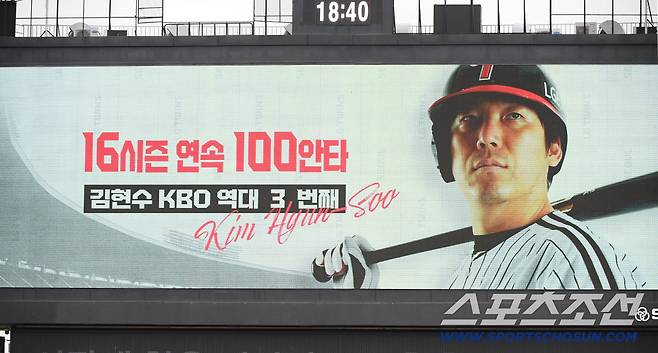 18:40
16시즌 연속 100안타
김현수 KBO 역대 3 번째
Kim Hyun-Soo
LG
스포츠조선
WWW.SPORTSCHOSUN.COM